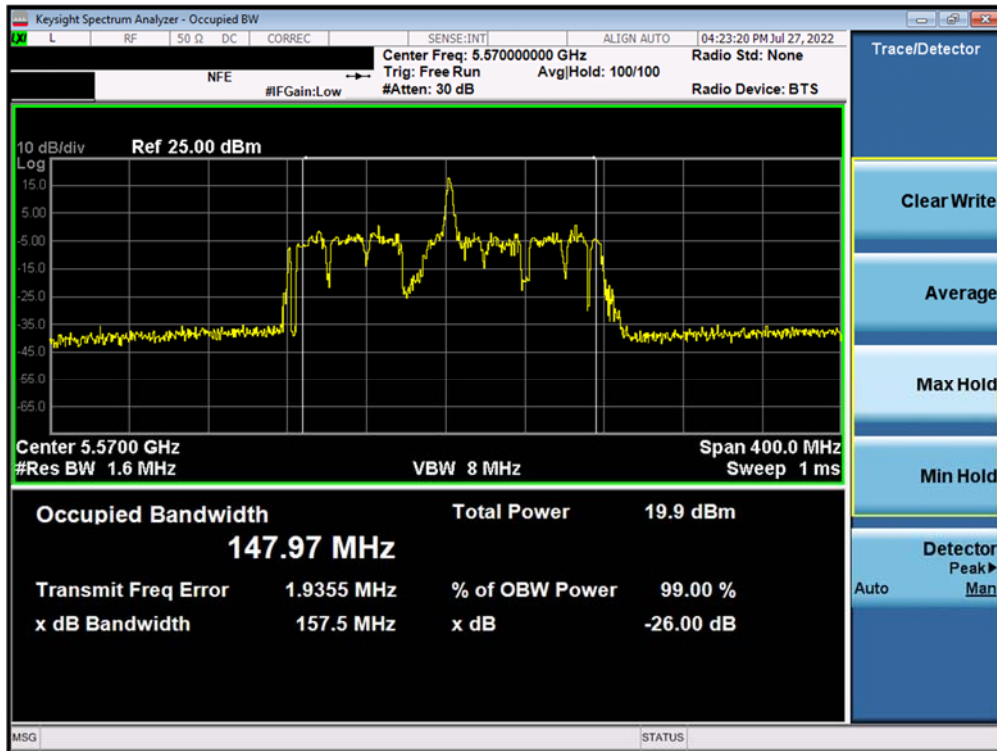 Keysight Spectrum Analyzer - Occupied BW
LXI L RF 50 Ω DC CORREC SENSE:INT ALIGN AUTO 04:23:20 PM Jul 27, 2022
Center Freq: 5.570000000 GHz Radio Std: None
NFE Trig: Free Run Avg|Hold: 100/100
#IFGain:Low #Atten: 30 dB Radio Device: BTS
10 dB/div Ref 25.00 dBm
Log
15.0
5.00
-5.00
-15.0
-25.0
-35.0
-45.0
-55.0
-65.0
Center 5.5700 GHz Span 400.0 MHz
#Res BW 1.6 MHz VBW 8 MHz Sweep 1 ms
Occupied Bandwidth Total Power 19.9 dBm
147.97 MHz
Transmit Freq Error 1.9355 MHz % of OBW Power 99.00 %
x dB Bandwidth 157.5 MHz x dB -26.00 dB
MSG STATUS
Trace/Detector
Clear Write
Average
Max Hold
Min Hold
Detector
Peak▶
Auto Man